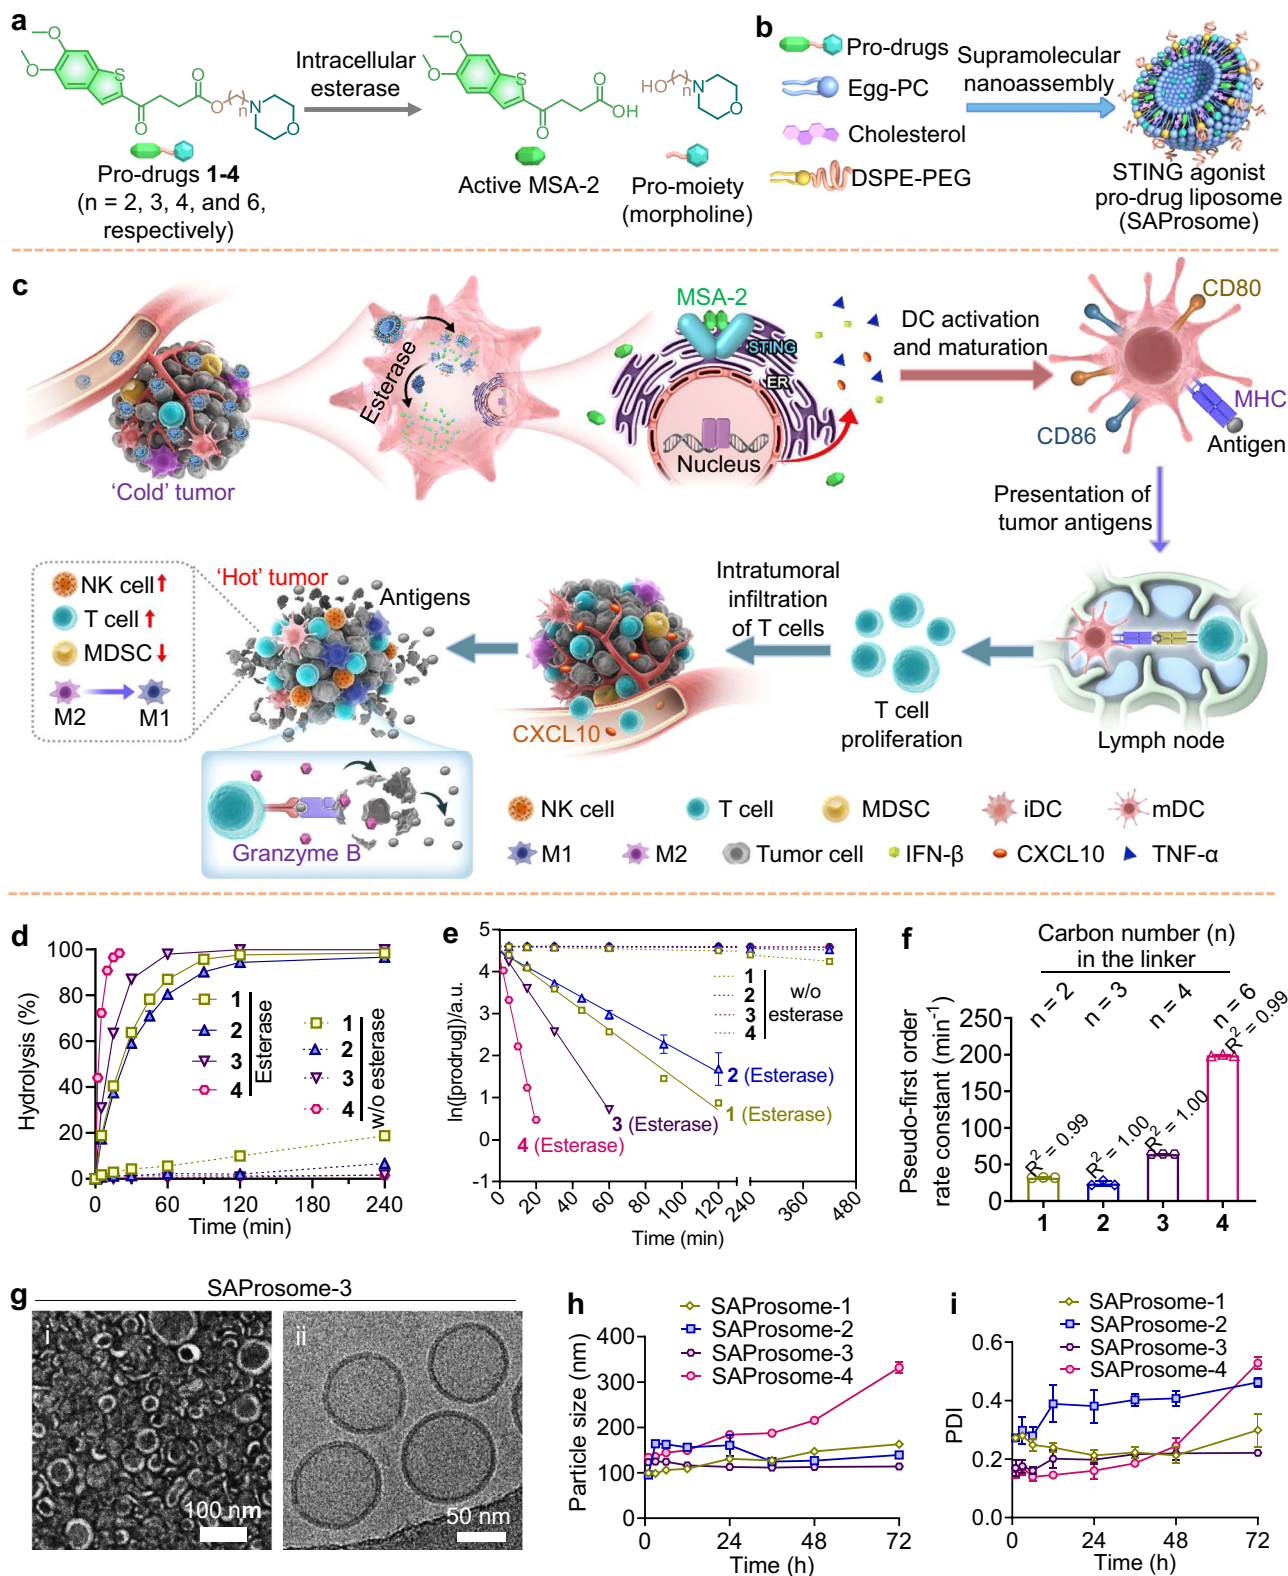 a
O
O
S
O
O
O
n
N
O
Pro-drugs 1-4
(n = 2, 3, 4, and 6,
respectively)
Intracellular
esterase
O
O
S
O
O
OH
Active MSA-2
HO
n
N
O
Pro-moiety
(morpholine)
b
Pro-drugs
Egg-PC
Cholesterol
DSPE-PEG
Supramolecular
nanoassembly
STING agonist
pro-drug liposome
(SAProsome)
c
'Cold' tumor
Esterase
MSA-2
STING
ER
Nucleus
DC activation
and maturation
CD80
MHC
CD86
Antigen
Presentation of
tumor antigens
Lymph node
T cell
proliferation
Intratumoral
infiltration
of T cells
CXCL10
Antigens
'Hot' tumor
NK cell
T cell
MDSC
M2
M1
Granzyme B
NK cell
T cell
MDSC
iDC
mDC
M1
M2
Tumor cell
IFN-β
CXCL10
TNF-α
d
Hydrolysis (%)
100
80
60
40
20
0
0
60
120
180
240
Time (min)
1
2
3
4
Esterase
1
2
3
4
w/o esterase
e
ln([prodrug])/a.u.
5
4
3
2
1
0
-1
0
20
40
60
80
100
120
240
360
480
Time (min)
1
2
3
4
w/o
esterase
2 (Esterase)
1 (Esterase)
3 (Esterase)
4 (Esterase)
f
Carbon number (n)
in the linker
n = 2
n = 3
n = 4
n = 6
Pseudo-first order
rate constant (min-1)
250
200
150
100
50
0
R2 = 0.99
R2 = 1.00
R2 = 1.00
R2 = 0.99
1
2
3
4
g
SAProsome-3
i
100 nm
ii
50 nm
h
SAProsome-1
SAProsome-2
SAProsome-3
SAProsome-4
Particle size (nm)
400
300
200
100
0
0
24
48
72
Time (h)
i
SAProsome-1
SAProsome-2
SAProsome-3
SAProsome-4
PDI
0.6
0.4
0.2
0.0
0
24
48
72
Time (h)